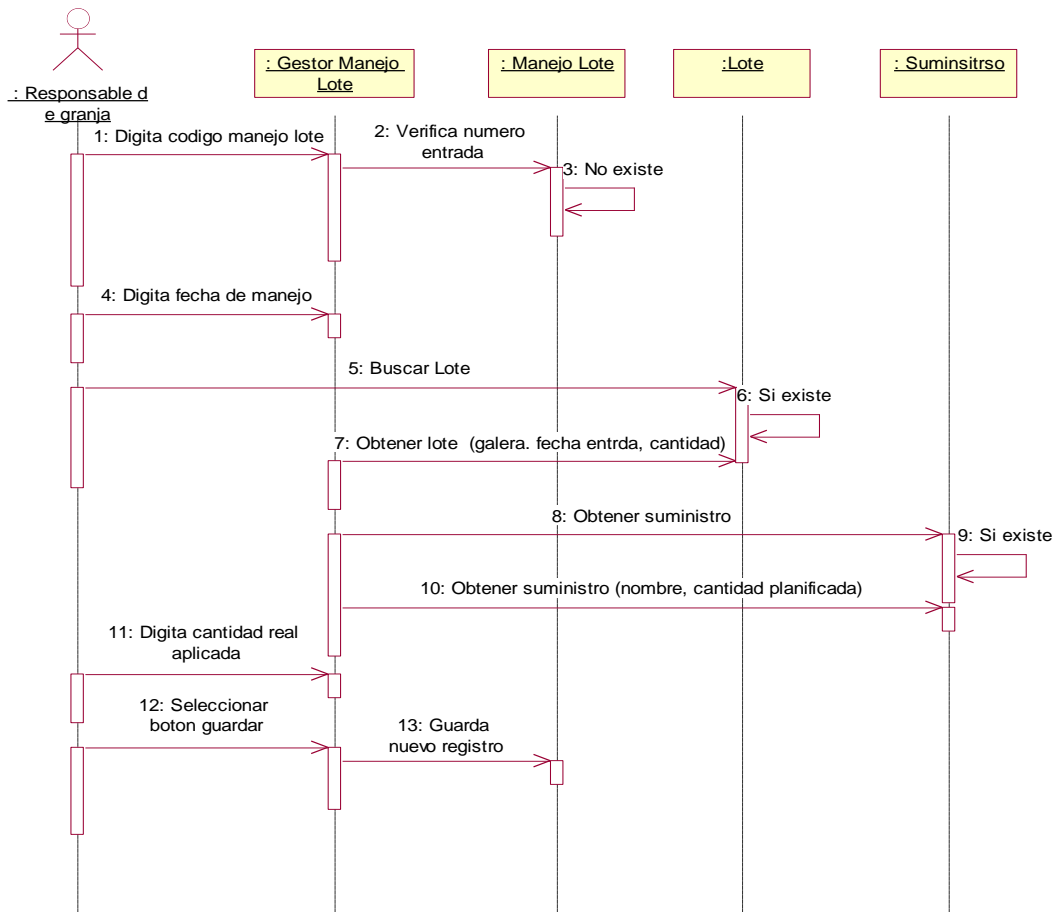 : Gestor Manejo
Lote
: Manejo Lote
:Lote
: Suminsitrso
: Responsable d
e granja
1: Digita codigo manejo lote
2: Verifica numero
entrada
3: No existe
4: Digita fecha de manejo
5: Buscar Lote
6: Si existe
7: Obtener lote (galera. fecha entrda, cantidad)
8: Obtener suministro
9: Si existe
10: Obtener suministro (nombre, cantidad planificada)
11: Digita cantidad real
aplicada
12: Seleccionar
boton guardar
13: Guarda
nuevo registro